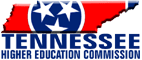 TENNESSEE
HIGHER EDUCATION COMMISSION